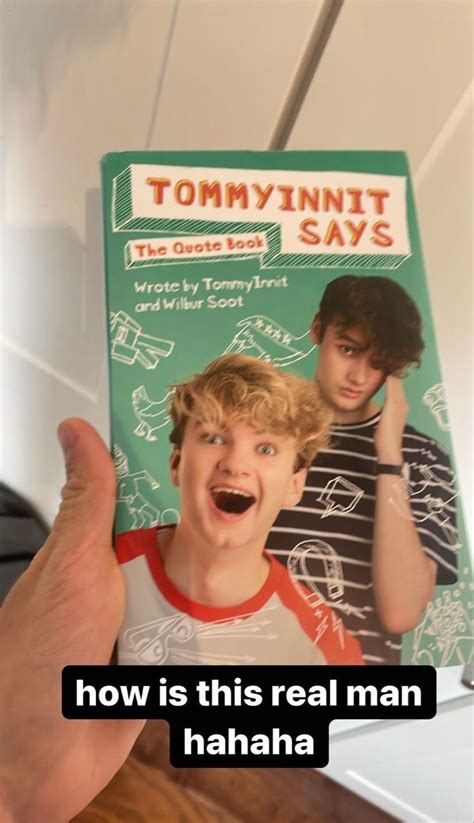 TOMMYINNIT
SAYS
The Quote Book
Wrote by TommyInnit
and Wilbur Soot
how is this real man
hahaha